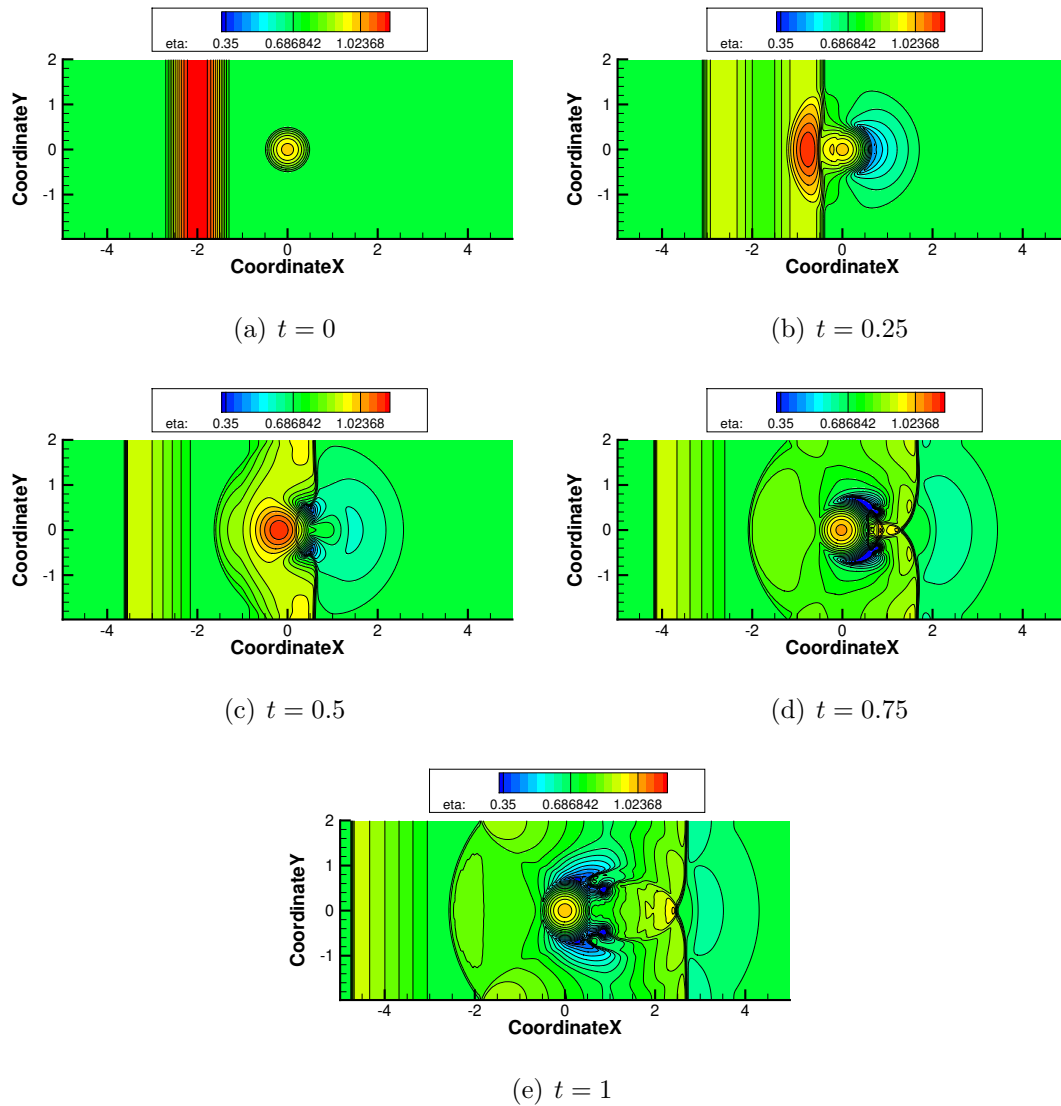 eta: 0.35 0.686842 1.02368
eta: 0.35 0.686842 1.02368
CoordinateY
2
1
0
-1
-4 -2 0 2 4
CoordinateX
CoordinateY
2
1
0
-1
-4 -2 0 2 4
CoordinateX
(a) t = 0
(b) t = 0.25
eta: 0.35 0.686842 1.02368
eta: 0.35 0.686842 1.02368
CoordinateY
2
1
0
-1
-4 -2 0 2 4
CoordinateX
CoordinateY
2
1
0
-1
-4 -2 0 2 4
CoordinateX
(c) t = 0.5
(d) t = 0.75
eta: 0.35 0.686842 1.02368
CoordinateY
2
1
0
-1
-4 -2 0 2 4
CoordinateX
(e) t = 1